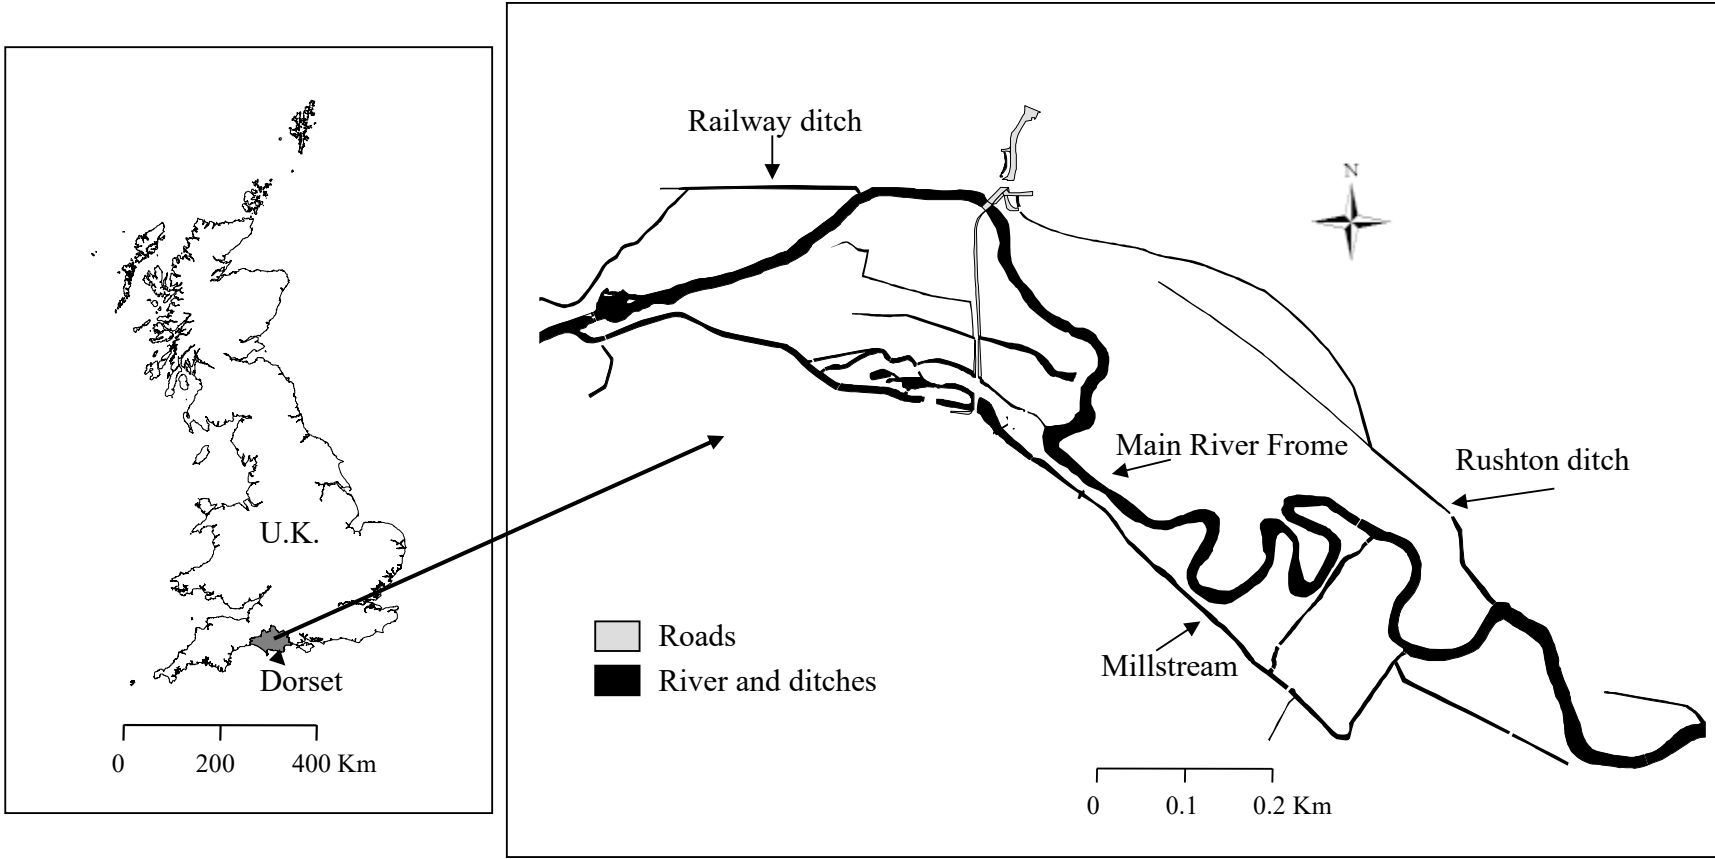 Railway ditch
N
Main River Frome
Rushton ditch
U.K.
Roads
Millstream
River and ditches
Dorset
0 200 400 Km
0 0.1 0.2 Km